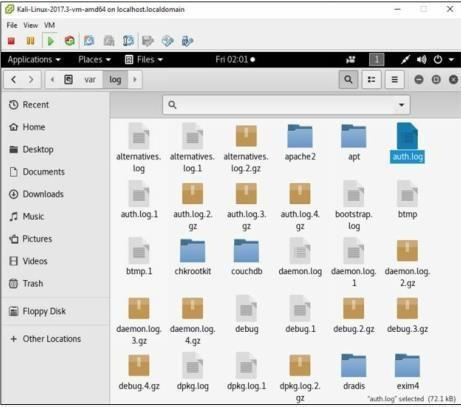 Kali-Linux-2017.3-vm-amd64 on localhost.localdomain
File View VM
Applications Places Files Fri 02:01 1
var log
Recent
Home
Desktop
Documents
Downloads
Music
Pictures
Videos
Trash
Floppy Disk
+ Other Locations
alternatives. alternatives. alternatives. apache2 apt auth.log
log log.1 log.2.gz
auth.log.1 auth.log.2. auth.log.3. auth.log.4. bootstrap. btmp
gz gz gz log
btmp.1 chkrootkit couchdb daemon.log daemon.log. daemon.log.
1 2.gz
daemon.log. daemon.log. debug debug.1 debug.2.gz debug.3.gz
3.gz 4.gz
debug.4.gz dpkg.log dpkg.log.1 dpkg.log.2. dradis exim4
gz
"auth.log" selected (72.1 kB)